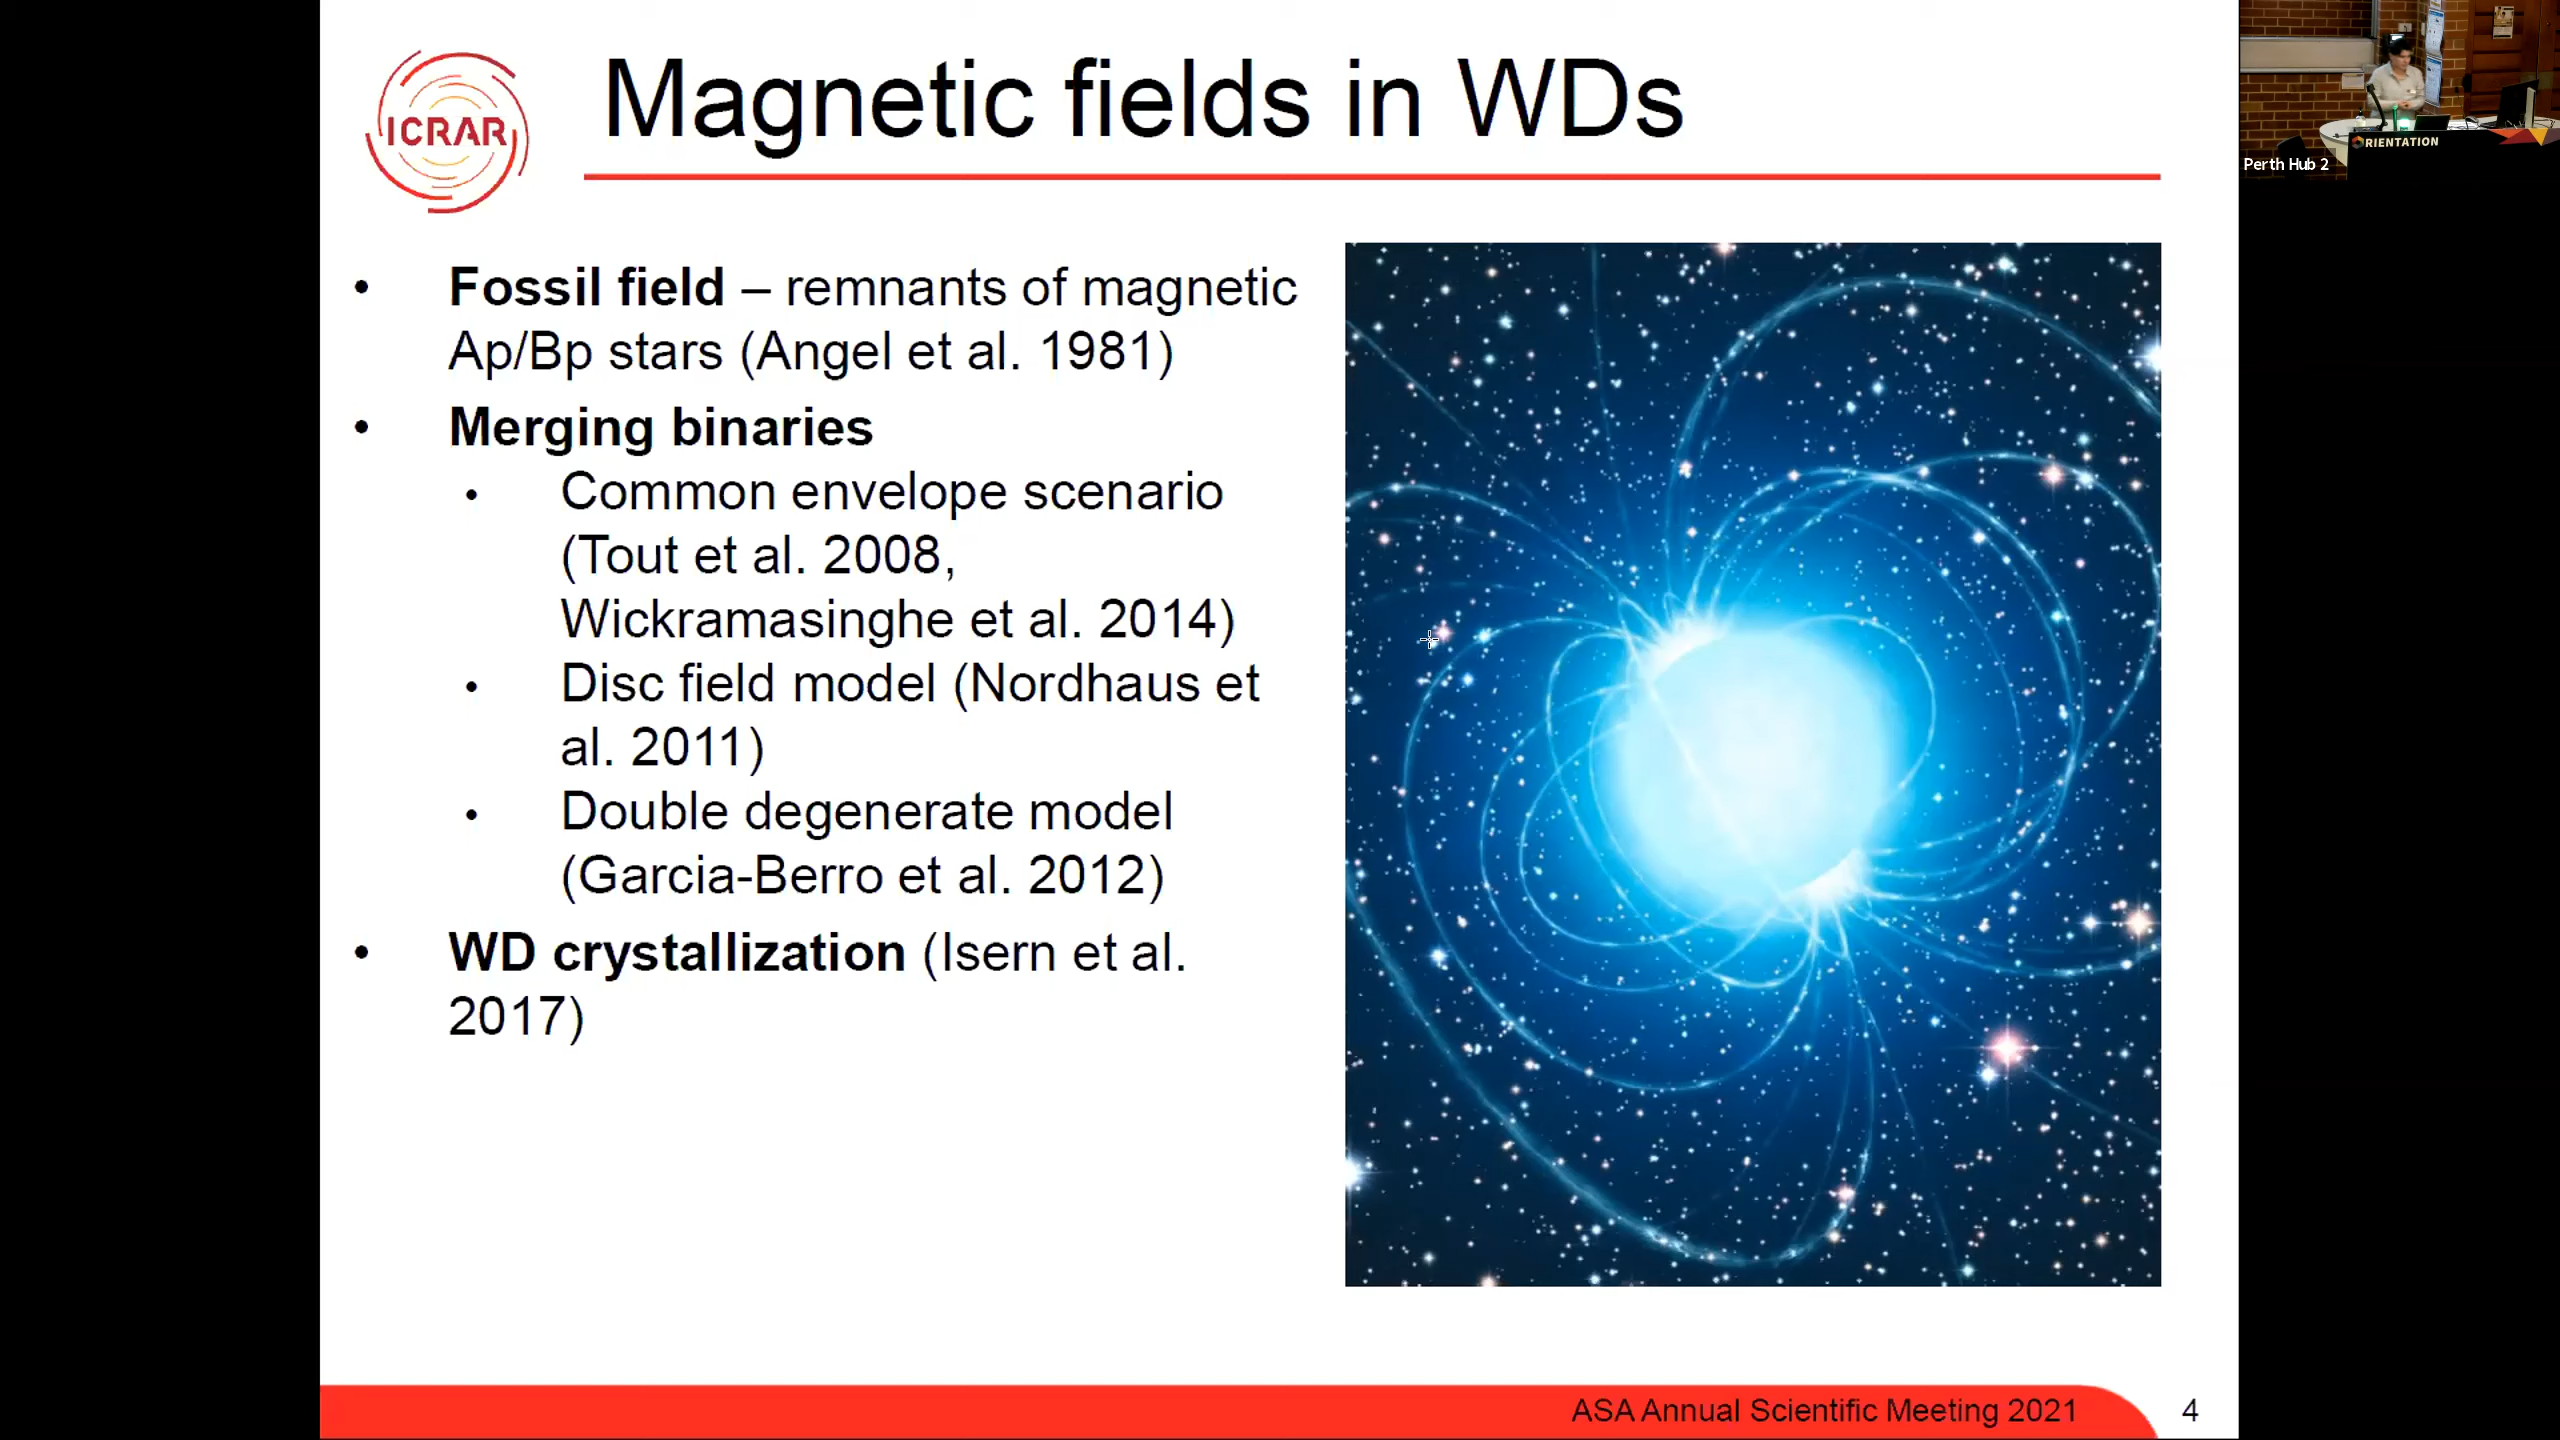 ICRAR
Magnetic fields in WDs
• Fossil field – remnants of magnetic
Ap/Bp stars (Angel et al. 1981)
• Merging binaries
• Common envelope scenario
(Tout et al. 2008,
Wickramasinghe et al. 2014)
• Disc field model (Nordhaus et
al. 2011)
• Double degenerate model
(Garcia-Berro et al. 2012)
• WD crystallization (Isern et al.
2017)
ASA Annual Scientific Meeting 2021
4
RIENTATION
Perth Hub 2